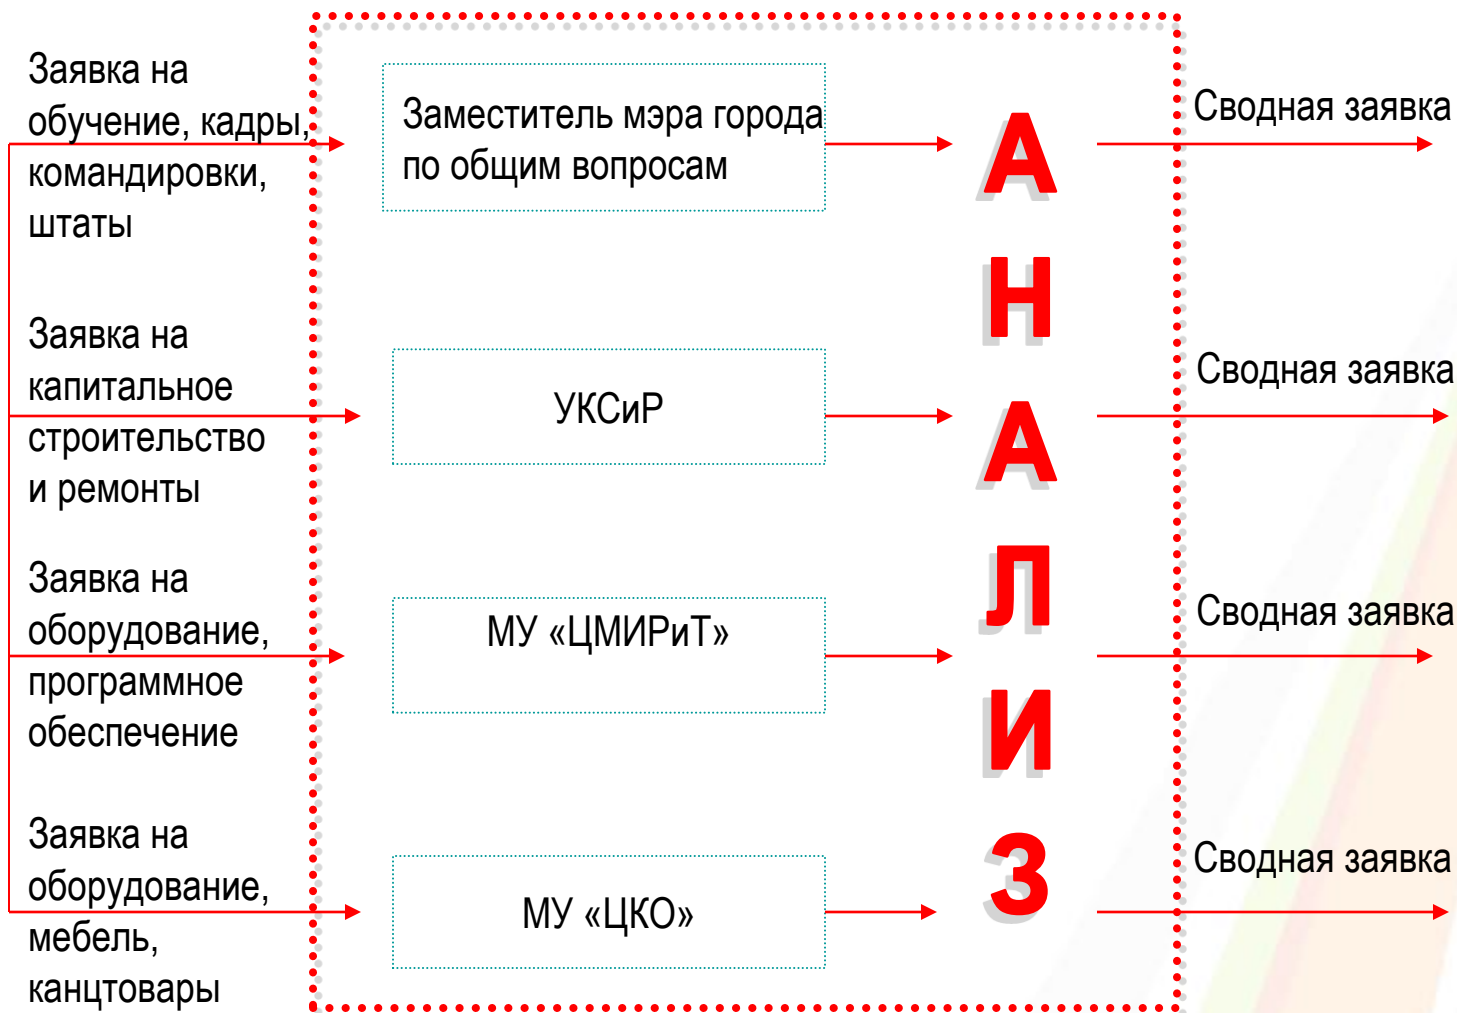 Заявка на
обучение, кадры,
командировки,
штаты
Заместитель мэра города
по общим вопросам
Сводная заявка
Заявка на
капитальное
строительство
и ремонты
УКСиР
Сводная заявка
Заявка на
оборудование,
программное
обеспечение
МУ «ЦМИРиТ»
Сводная заявка
Заявка на
оборудование,
мебель,
канцтовары
МУ «ЦКО»
Сводная заявка
А
Н
А
Л
И
З